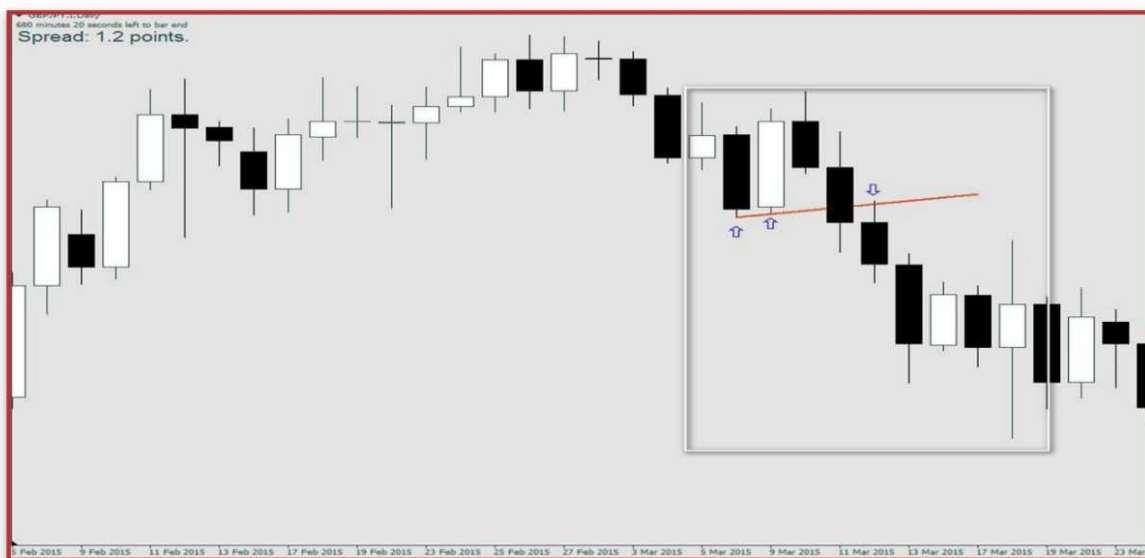 GBPJPY.1,Daily
680 minutes 20 seconds left to bar end
Spread: 1.2 points.
5 Feb 2015 9 Feb 2015 11 Feb 2015 13 Feb 2015 17 Feb 2015 19 Feb 2015 23 Feb 2015 25 Feb 2015 27 Feb 2015 3 Mar 2015 5 Mar 2015 9 Mar 2015 11 Mar 2015 13 Mar 2015 17 Mar 2015 19 Mar 2015 23 Mar